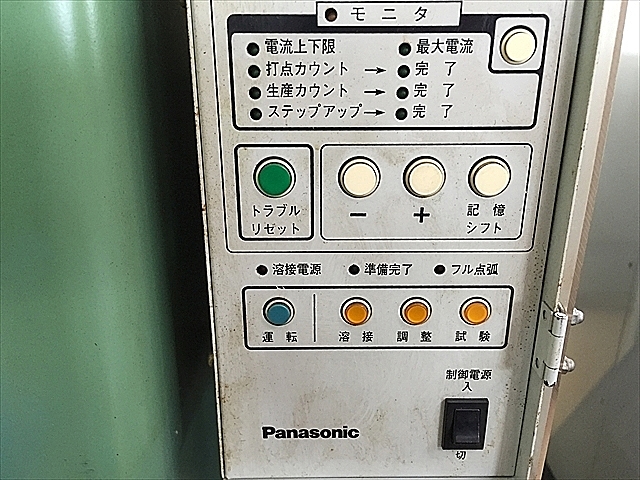 モニタ
電流上下限 最大電流
打点カウント → 完了
生産カウント → 完了
ステップアップ → 完了
トラブル
リセット
− + 記憶
シフト
溶接電源 準備完了 フル点弧
運転 溶接 調整 試験
制御電源
入
Panasonic
切